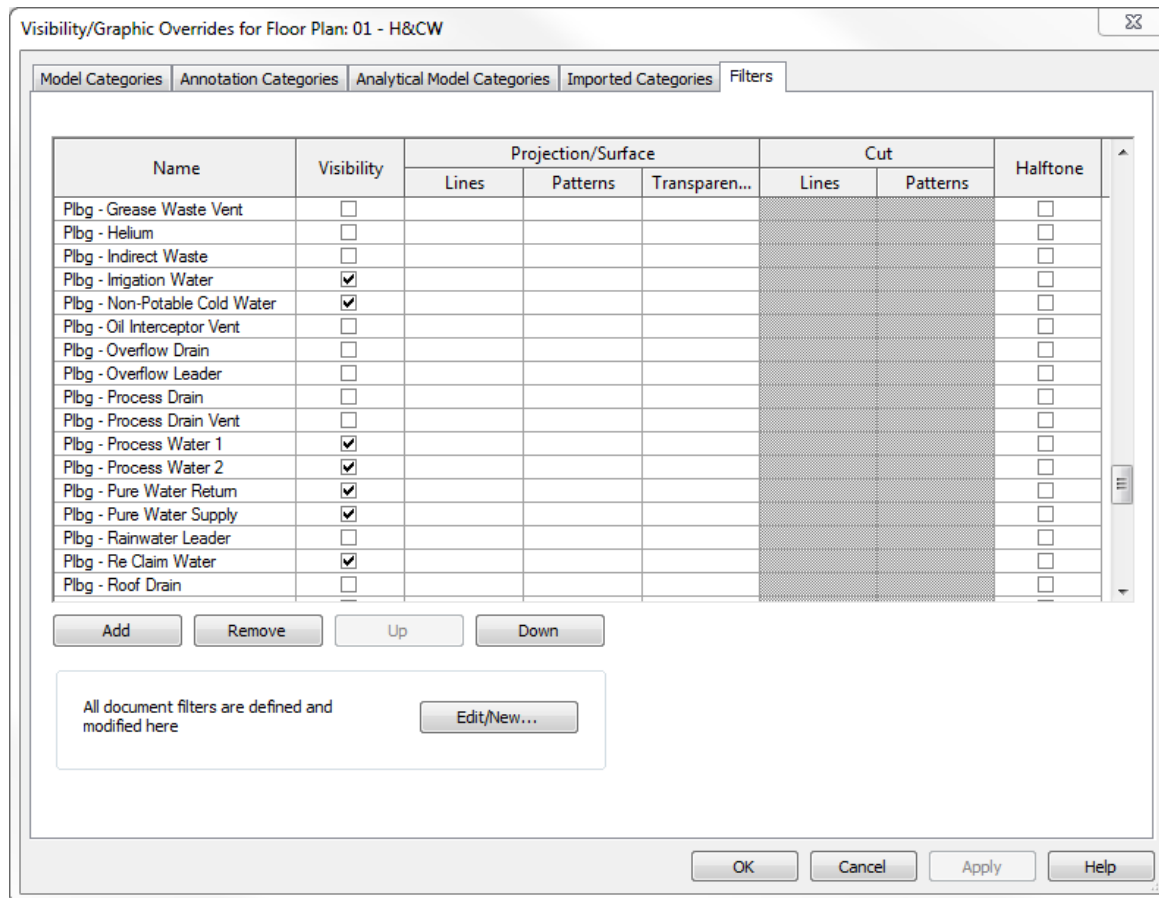 Visibility/Graphic Overrides for Floor Plan: 01 - H&CW
Model Categories Annotation Categories Analytical Model Categories Imported Categories Filters
Name Visibility Projection/Surface Cut Halftone
Lines Patterns Transparen... Lines Patterns
Plbg - Grease Waste Vent
Plbg - Helium
Plbg - Indirect Waste
Plbg - Irrigation Water
Plbg - Non-Potable Cold Water
Plbg - Oil Interceptor Vent
Plbg - Overflow Drain
Plbg - Overflow Leader
Plbg - Process Drain
Plbg - Process Drain Vent
Plbg - Process Water 1
Plbg - Process Water 2
Plbg - Pure Water Return
Plbg - Pure Water Supply
Plbg - Rainwater Leader
Plbg - Re Claim Water
Plbg - Roof Drain
Add Remove Up Down
All document filters are defined and
modified here
Edit/New...
OK Cancel Apply Help